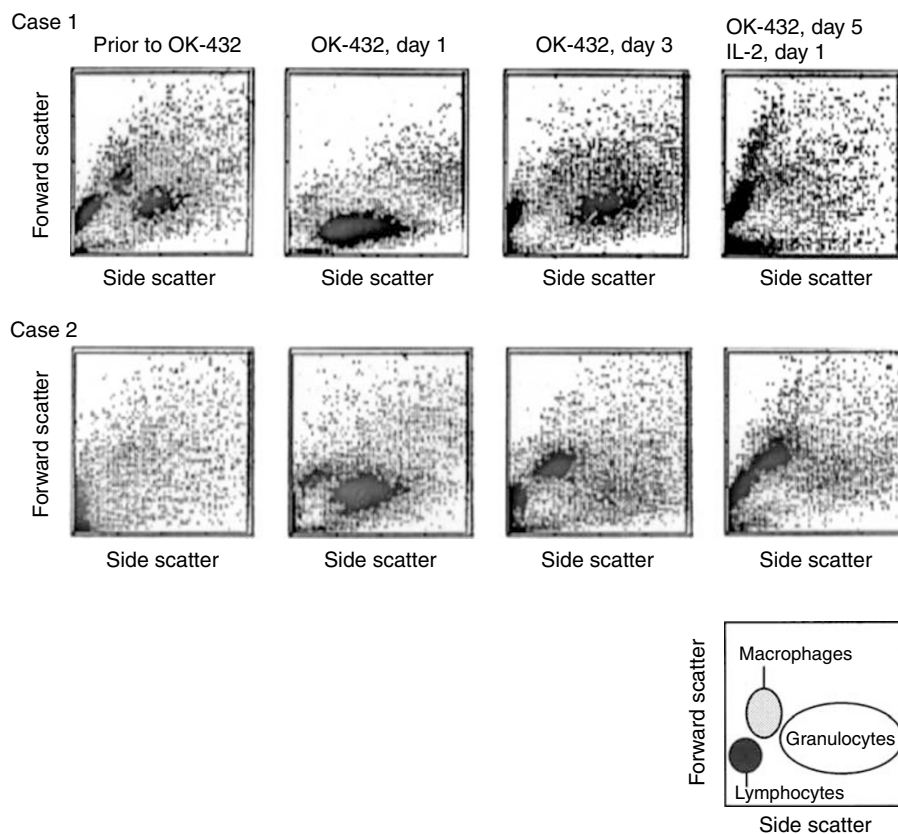 Case 1
Prior to OK-432
OK-432, day 1
OK-432, day 3
OK-432, day 5
IL-2, day 1
Forward scatter
Side scatter
Side scatter
Side scatter
Side scatter
Case 2
Forward scatter
Side scatter
Side scatter
Side scatter
Side scatter
Forward scatter
Macrophages
Granulocytes
Lymphocytes
Side scatter